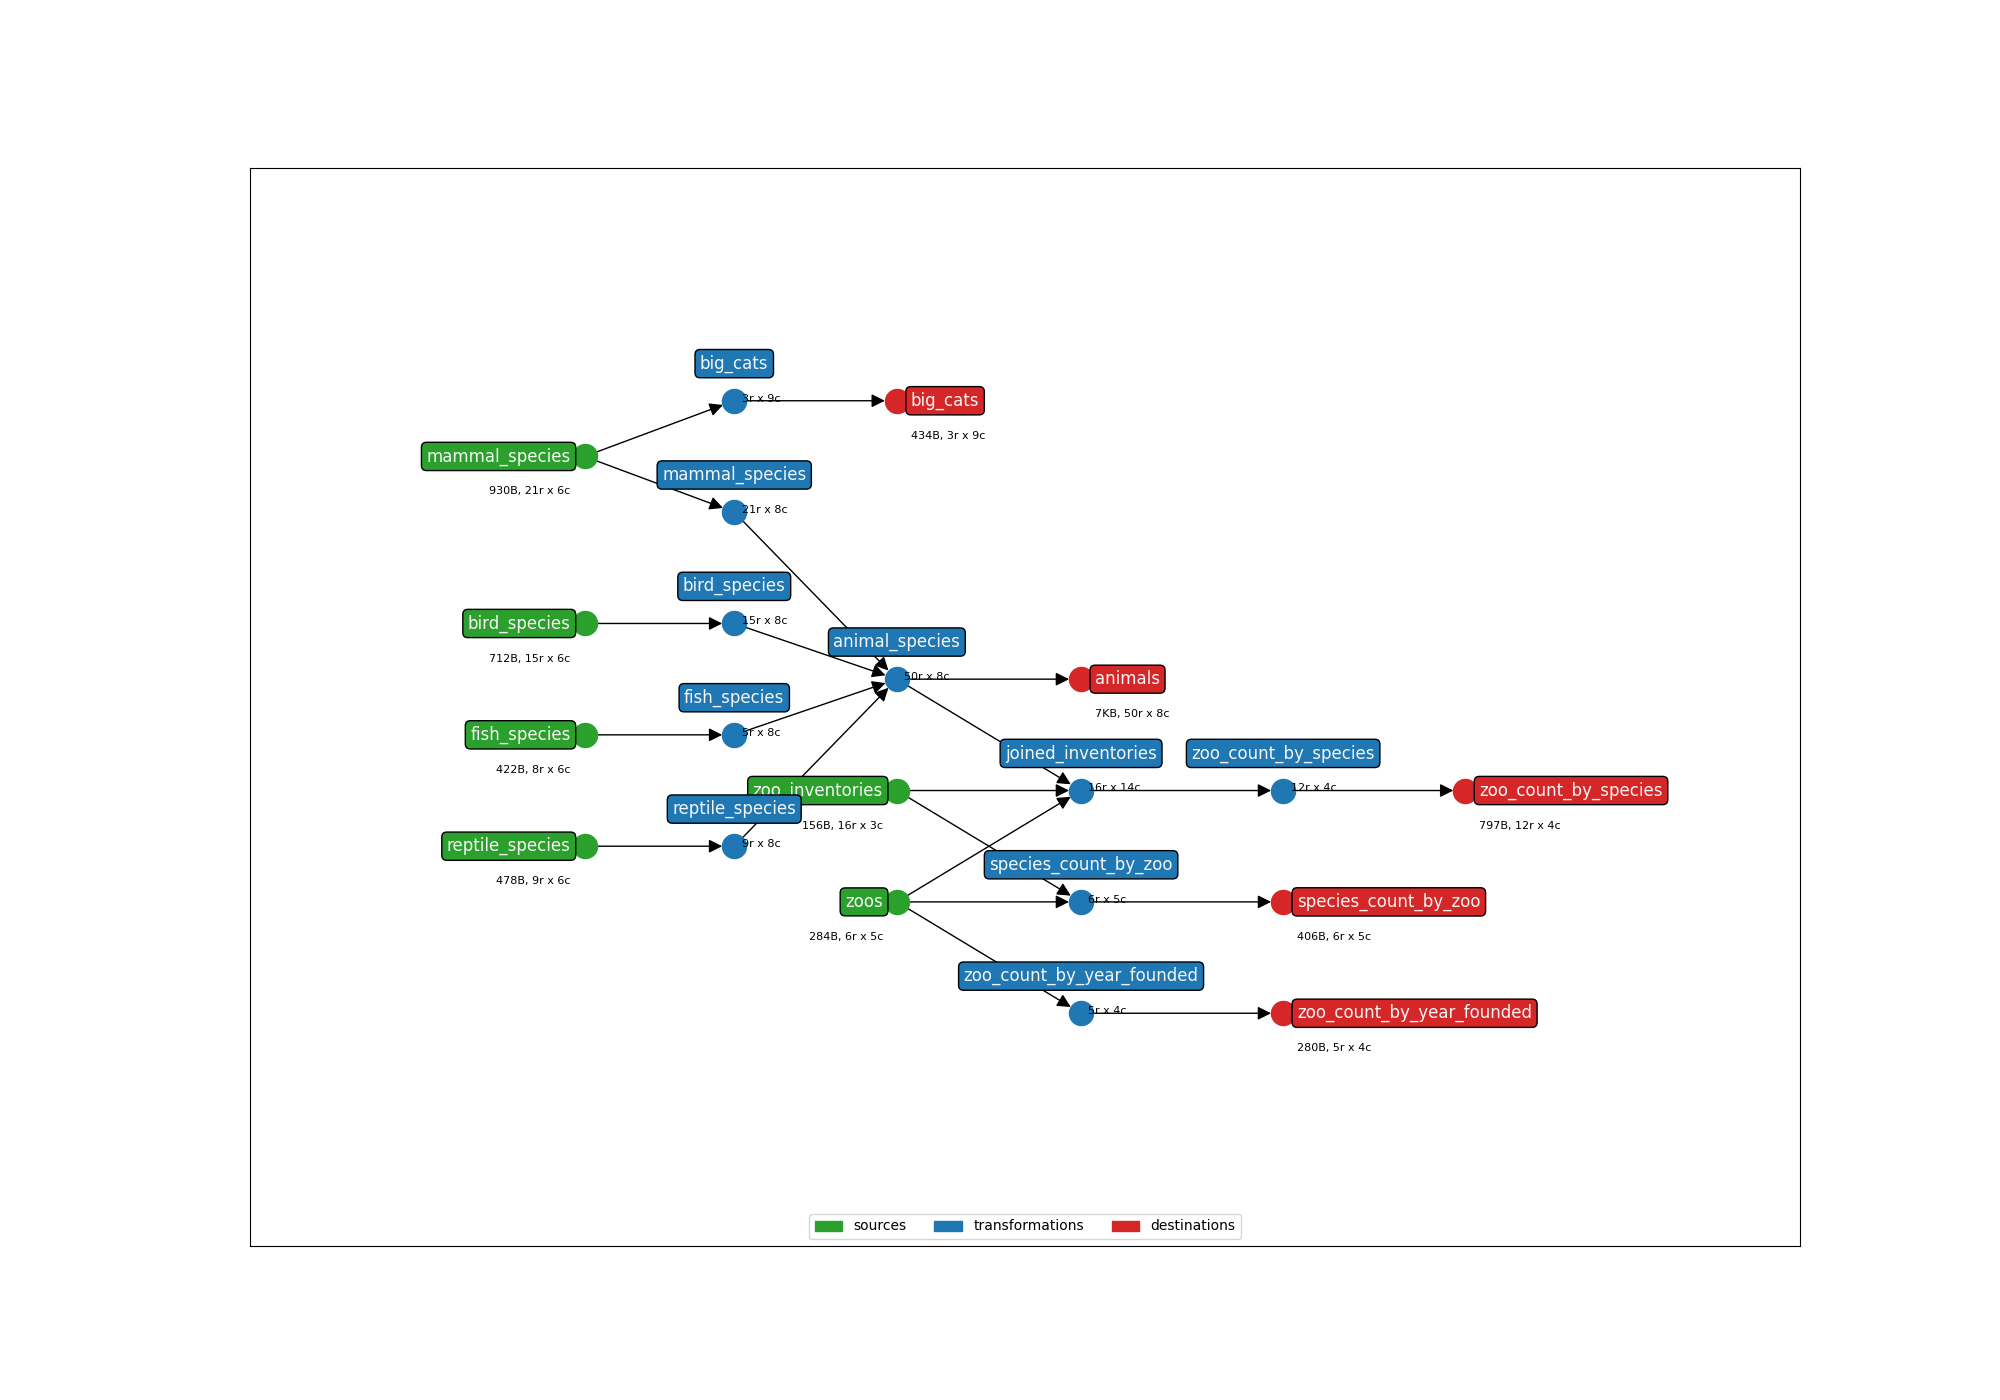 big_cats
3r x 9c
big_cats
434B, 3r x 9c
mammal_species
930B, 21r x 6c
mammal_species
21r x 8c
bird_species
15r x 8c
bird_species
712B, 15r x 6c
animal_species
50r x 8c
animals
7KB, 50r x 8c
fish_species
5r x 8c
fish_species
422B, 8r x 6c
joined_inventories
16r x 14c
zoo_count_by_species
12r x 4c
zoo_count_by_species
797B, 12r x 4c
zoo_inventories
156B, 16r x 3c
reptile_species
9r x 8c
reptile_species
478B, 9r x 6c
species_count_by_zoo
6r x 5c
species_count_by_zoo
406B, 6r x 5c
zoos
284B, 6r x 5c
zoo_count_by_year_founded
5r x 4c
zoo_count_by_year_founded
280B, 5r x 4c
sources
transformations
destinations